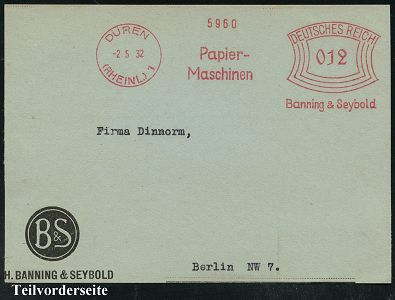 5960
DÜREN
-2.5.32
(RHEINL.) 1
Papier-
Maschinen
DEUTSCHES REICH
012
Banning & Seybold
Firma Dinnorm,
B&S
H. BANNING & SEYBOLD
Berlin NW 7.
Teilvorderseite